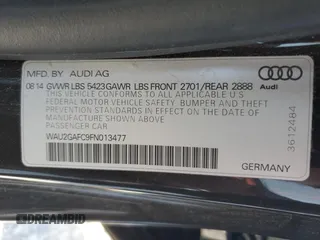 MFD. BY AUDI AG
08 14 GVWR LBS 5423 GAWR LBS FRONT 2701/REAR 2888
THIS VEHICLE CONFORMS TO ALL APPLICABLE
U.S. FEDERAL MOTOR VEHICLE SAFETY, BUMPER AND THEFT
PREVENTION STANDARDS IN EFFECT ON THE
DATE OF MANUFACTURE SHOWN ABOVE
PASSENGER CAR
WAU2GAFC9FN013477
Audi
3612484
GERMANY
DREAMBID